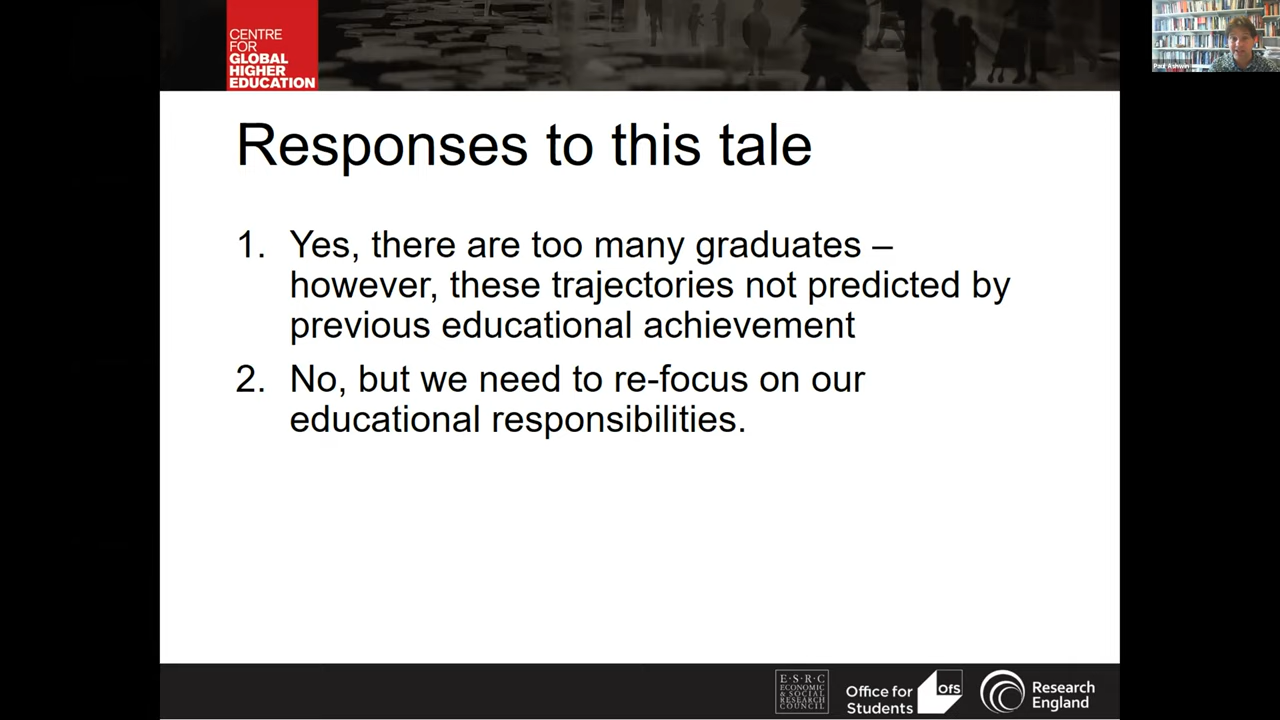 CENTRE
FOR
GLOBAL
HIGHER
EDUCATION
Paul Ashwin
Responses to this tale
1. Yes, there are too many graduates –
however, these trajectories not predicted by
previous educational achievement
2. No, but we need to re-focus on our
educational responsibilities.
E·S·R·C
ECONOMIC
& SOCIAL
RESEARCH
COUNCIL
Office for
Students
OfS
Research
England